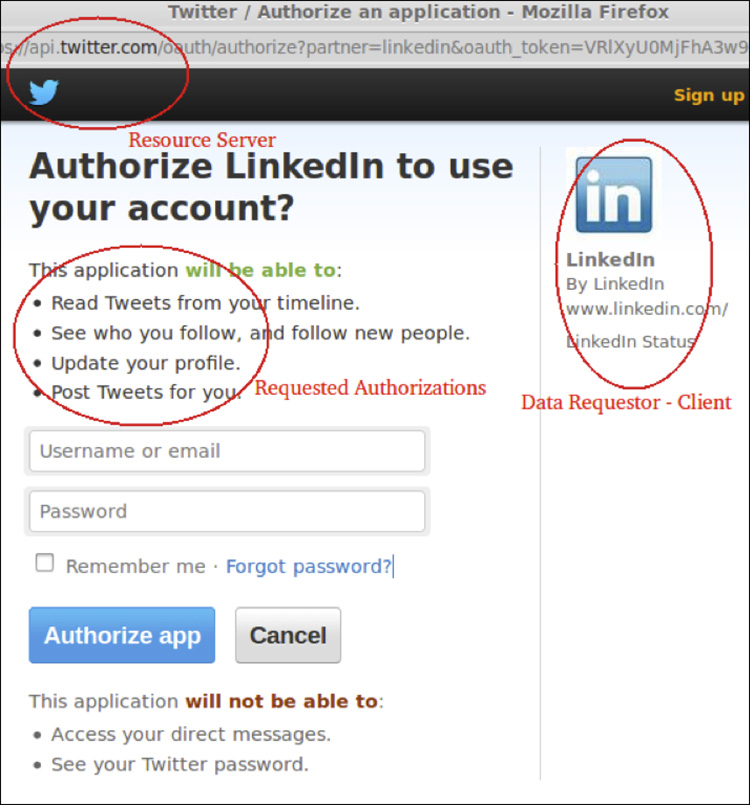 Twitter / Authorize an application - Mozilla Firefox
ps://api.twitter.com/oauth/authorize?partner=linkedin&oauth_token=VRlXyU0MjFhA3w9
Sign up
Resource Server
Authorize LinkedIn to use
your account?
This application will be able to:
• Read Tweets from your timeline.
• See who you follow, and follow new people.
• Update your profile.
• Post Tweets for you.
Requested Authorizations
in
LinkedIn
By LinkedIn
www.linkedin.com/
LinkedIn Status
Data Requestor - Client
Username or email
Password
Remember me · Forgot password?
Authorize app
Cancel
This application will not be able to:
• Access your direct messages.
• See your Twitter password.